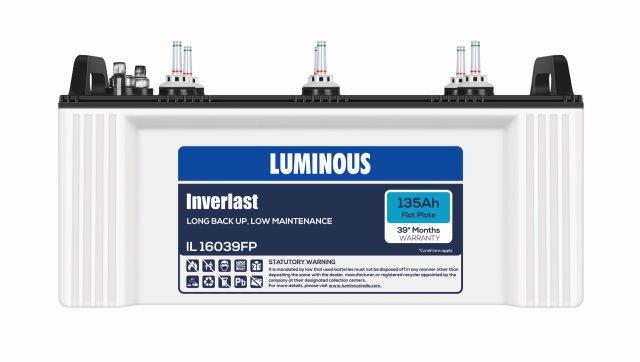 LUMINOUS
Inverlast
LONG BACK UP, LOW MAINTENANCE
IL 16039FP
135Ah
Flat Plate
39* Months
WARRANTY
*Conditions apply
STATUTORY WARNING
It is mandated by law that used batteries must not be disposed off in any manner other than
depositing the same with the dealer, manufacturer or registered recycler appointed by the
company at their designated collection centers.
For more details, please visit www.luminousindia.com.
Pb